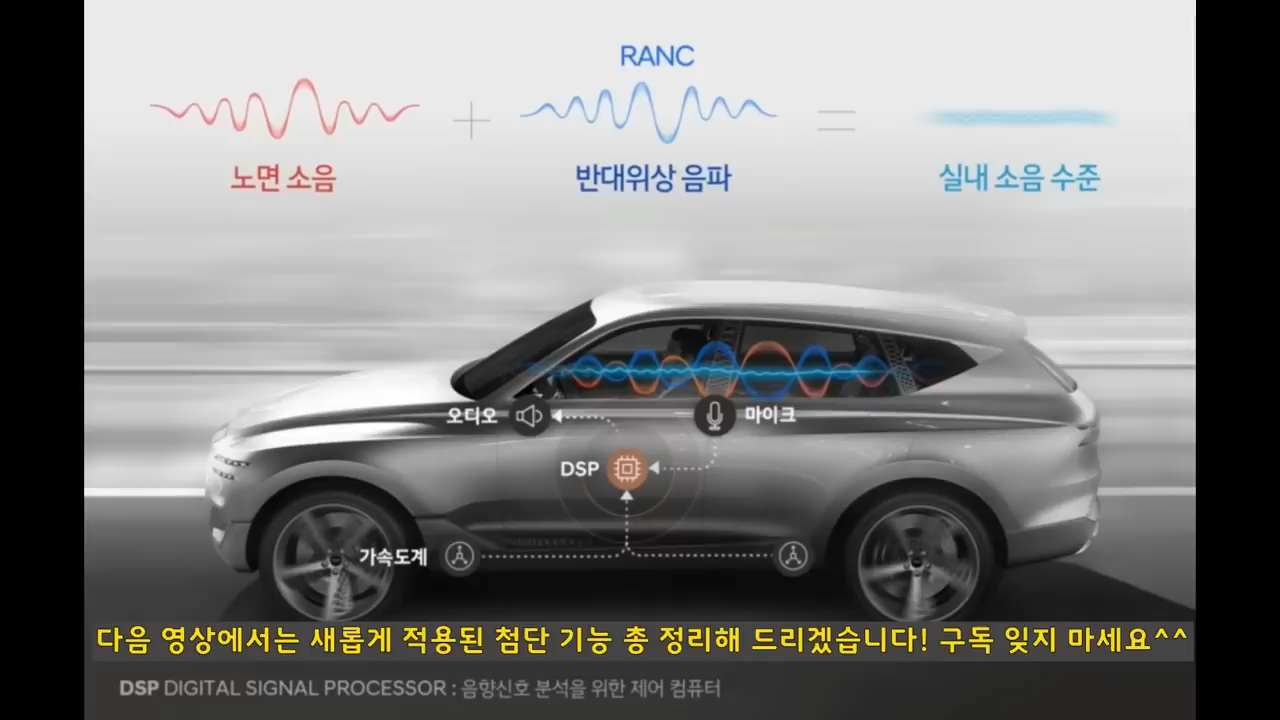 RANC
노면 소음
반대위상 음파
실내 소음 수준
오디오
마이크
DSP
가속도계
다음 영상에서는 새롭게 적용된 첨단 기능 총 정리해 드리겠습니다! 구독 잊지 마세요^^
DSP DIGITAL SIGNAL PROCESSOR : 음향신호 분석을 위한 제어 컴퓨터